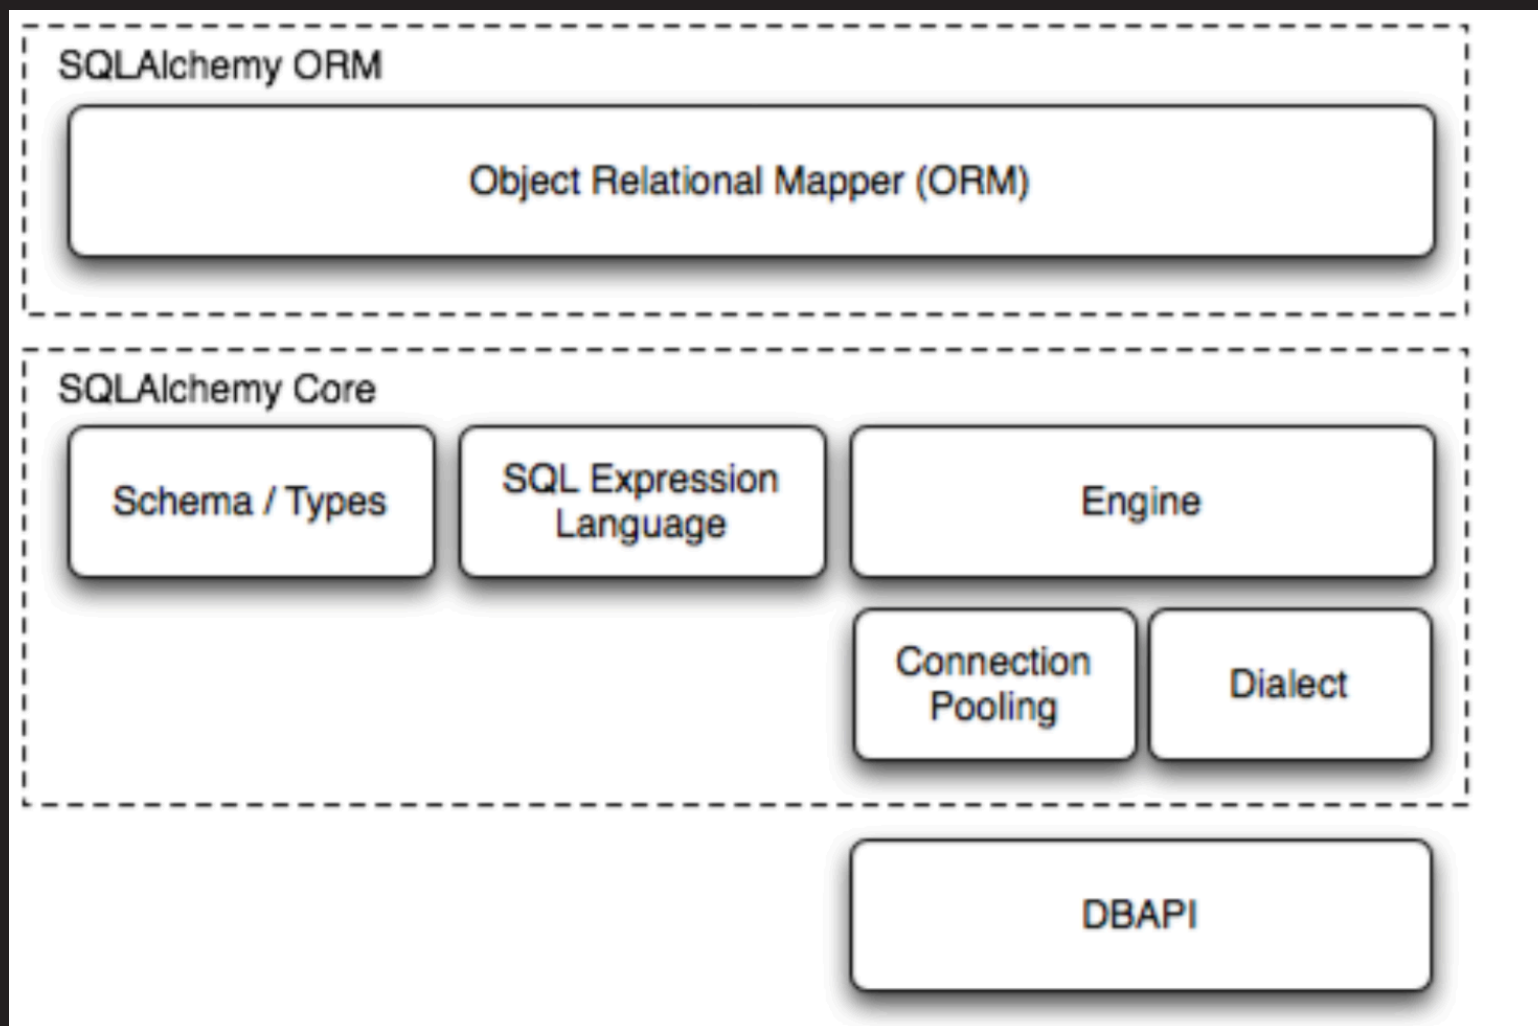 SQLAlchemy ORM
Object Relational Mapper (ORM)
SQLAlchemy Core
Schema / Types
SQL Expression
Language
Engine
Connection
Pooling
Dialect
DBAPI